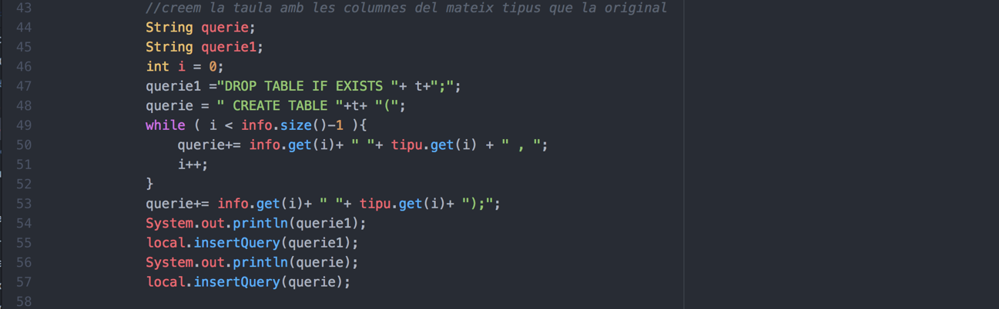 43 //creem la taula amb les columnes del mateix tipus que la original
44 String querie;
45 String querie1;
46 int i = 0;
47 querie1 ="DROP TABLE IF EXISTS "+ t+";";
48 querie = " CREATE TABLE "+t+ "(";
49 while ( i < info.size()-1 ){
50 querie+= info.get(i)+ " "+ tipu.get(i) + " , ";
51 i++;
52 }
53 querie+= info.get(i)+ " "+ tipu.get(i)+ ");";
54 System.out.println(querie1);
55 local.insertQuery(querie1);
56 System.out.println(querie);
57 local.insertQuery(querie);
58